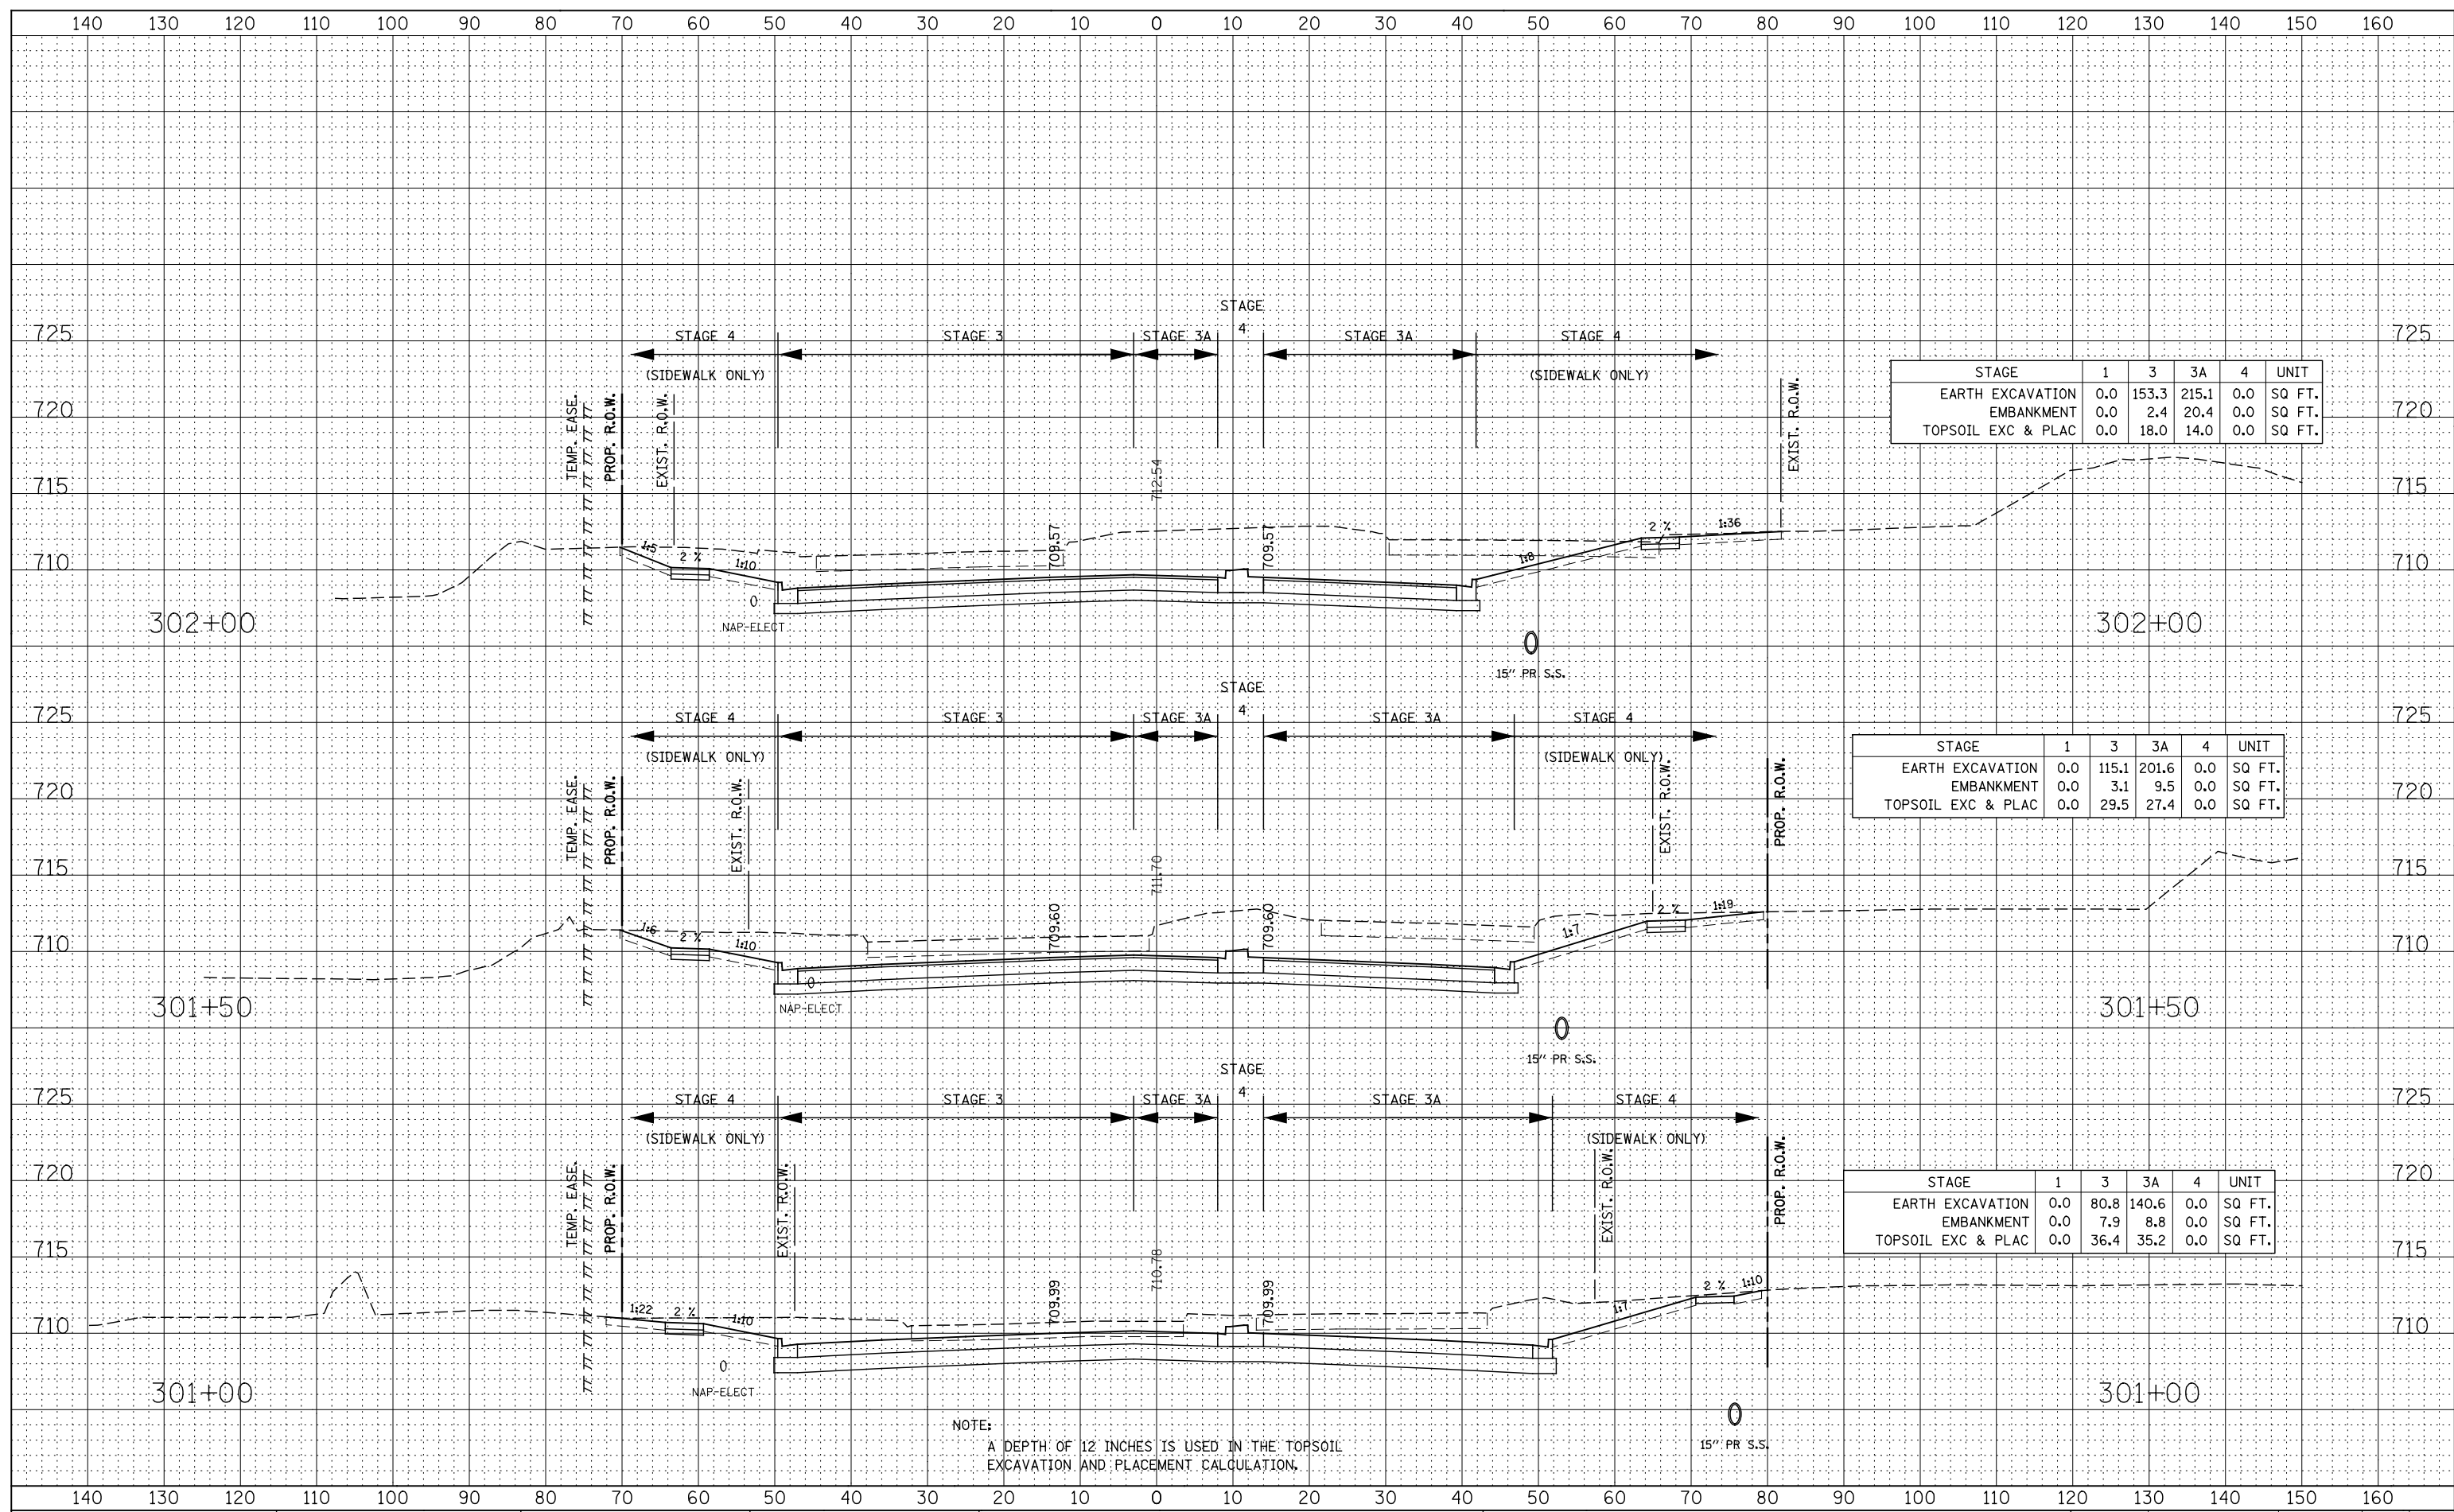 140 130 120 110 100 90 80 70 60 50 40 30 20 10 0 10 20 30 40 50 60 70 80 90 100 110 120 130 140 150 160
STAGE
4
725 STAGE 4 STAGE 3 STAGE 3A STAGE 3A STAGE 4 725
(SIDEWALK ONLY) (SIDEWALK ONLY)
STAGE 1 3 3A 4 UNIT
EARTH EXCAVATION 0.0 153.3 215.1 0.0 SQ FT.
EMBANKMENT 0.0 2.4 20.4 0.0 SQ FT.
TOPSOIL EXC & PLAC 0.0 18.0 14.0 0.0 SQ FT.
720 720
TEMP. EASE.
PROP. R.O.W.
EXIST. R.O.W.
712.54
EXIST. R.O.W.
715 715
709.57
709.57
1:5 2 % 1:10 1:8 2 % 1:36
710 710
0
NAP-ELECT
302+00 302+00
15" PR S.S.
STAGE
4
725 STAGE 4 STAGE 3 STAGE 3A STAGE 3A STAGE 4 725
(SIDEWALK ONLY) (SIDEWALK ONLY)
STAGE 1 3 3A 4 UNIT
EARTH EXCAVATION 0.0 115.1 201.6 0.0 SQ FT.
EMBANKMENT 0.0 3.1 9.5 0.0 SQ FT.
TOPSOIL EXC & PLAC 0.0 29.5 27.4 0.0 SQ FT.
720 720
TEMP. EASE.
PROP. R.O.W.
EXIST. R.O.W.
711.70
EXIST. R.O.W.
PROP. R.O.W.
715 715
709.60
709.60
1:6 2 % 1:10 1:7 2 % 1:19
710 710
0
NAP-ELECT
301+50 301+50
15" PR S.S.
STAGE
4
725 STAGE 4 STAGE 3 STAGE 3A STAGE 3A STAGE 4 725
(SIDEWALK ONLY) (SIDEWALK ONLY)
STAGE 1 3 3A 4 UNIT
EARTH EXCAVATION 0.0 80.8 140.6 0.0 SQ FT.
EMBANKMENT 0.0 7.9 8.8 0.0 SQ FT.
TOPSOIL EXC & PLAC 0.0 36.4 35.2 0.0 SQ FT.
720 720
TEMP. EASE.
PROP. R.O.W.
EXIST. R.O.W.
710.78
EXIST. R.O.W.
PROP. R.O.W.
715 715
709.99
709.99
1:22 2 % 1:10 1:7 2 % 1:10
710 710
0
NAP-ELECT
301+00 301+00
15" PR S.S.
NOTE:
A DEPTH OF 12 INCHES IS USED IN THE TOPSOIL
EXCAVATION AND PLACEMENT CALCULATION.
140 130 120 110 100 90 80 70 60 50 40 30 20 10 0 10 20 30 40 50 60 70 80 90 100 110 120 130 140 150 160